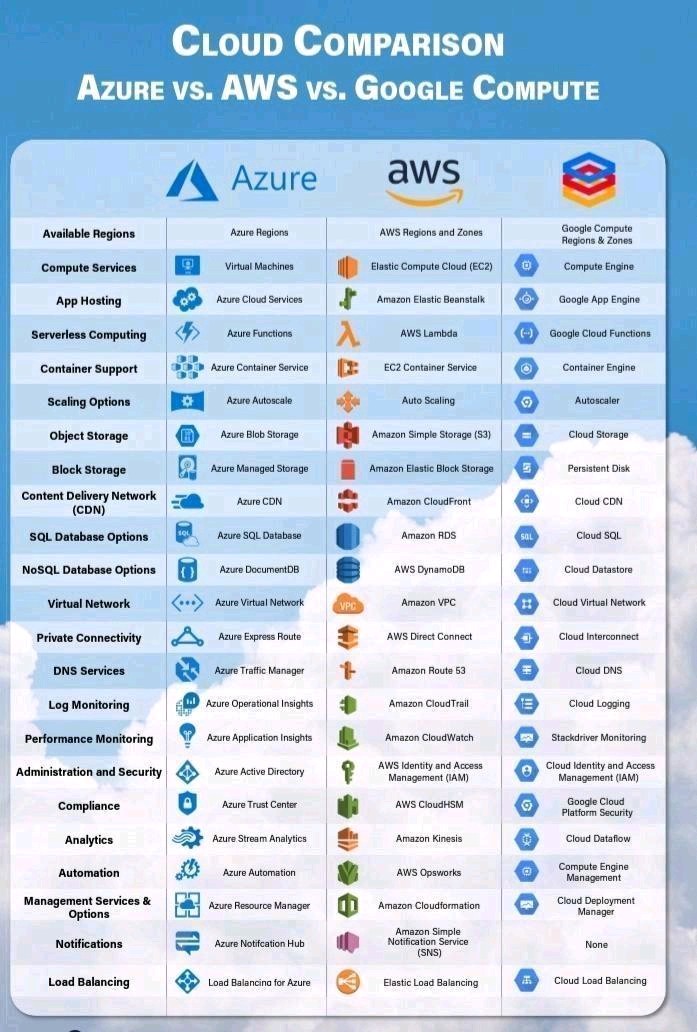 CLOUD COMPARISON
AZURE VS. AWS VS. GOOGLE COMPUTE
Azure
aws
Available Regions
Azure Regions
AWS Regions and Zones
Google Compute
Regions & Zones
Compute Services
Virtual Machines
Elastic Compute Cloud (EC2)
Compute Engine
App Hosting
Azure Cloud Services
Amazon Elastic Beanstalk
Google App Engine
Serverless Computing
Azure Functions
AWS Lambda
Google Cloud Functions
Container Support
Azure Container Service
EC2 Container Service
Container Engine
Scaling Options
Azure Autoscale
Auto Scaling
Autoscaler
Object Storage
Azure Blob Storage
Amazon Simple Storage (S3)
Cloud Storage
Block Storage
Azure Managed Storage
Amazon Elastic Block Storage
Persistent Disk
Content Delivery Network
(CDN)
Azure CDN
Amazon CloudFront
Cloud CDN
SQL Database Options
SQL
Azure SQL Database
Amazon RDS
SQL
Cloud SQL
NoSQL Database Options
Azure DocumentDB
AWS DynamoDB
Cloud Datastore
Virtual Network
Azure Virtual Network
VPC
Amazon VPC
Cloud Virtual Network
Private Connectivity
Azure Express Route
AWS Direct Connect
Cloud Interconnect
DNS Services
Azure Traffic Manager
Amazon Route 53
Cloud DNS
Log Monitoring
Azure Operational Insights
Amazon CloudTrail
Cloud Logging
Performance Monitoring
Azure Application Insights
Amazon CloudWatch
Stackdriver Monitoring
Administration and Security
Azure Active Directory
AWS Identity and Access
Management (IAM)
Cloud Identity and Access
Management (IAM)
Compliance
Azure Trust Center
AWS CloudHSM
Google Cloud
Platform Security
Analytics
Azure Stream Analytics
Amazon Kinesis
Cloud Dataflow
Automation
Azure Automation
AWS Opsworks
Compute Engine
Management
Management Services &
Options
Azure Resource Manager
Amazon Cloudformation
Cloud Deployment
Manager
Notifications
Azure Notifcation Hub
Amazon Simple
Notification Service
(SNS)
None
Load Balancing
Load Balancing for Azure
Elastic Load Balancing
Cloud Load Balancing